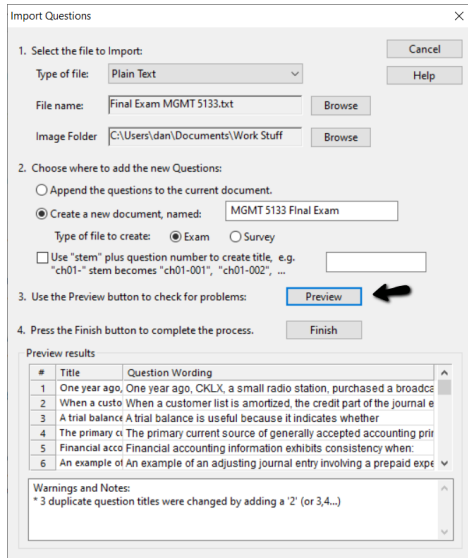 Import Questions
1. Select the file to Import:
Cancel
Type of file: Plain Text
Help
File name: Final Exam MGMT 5133.txt Browse
Image Folder C:\Users\dan\Documents\Work Stuff Browse
2. Choose where to add the new Questions:
Append the questions to the current document.
Create a new document, named: MGMT 5133 FInal Exam
Type of file to create: Exam Survey
Use "stem" plus question number to create title, e.g.
"ch01-" stem becomes "ch01-001", "ch01-002", ...
3. Use the Preview button to check for problems: Preview
4. Press the Finish button to complete the process. Finish
Preview results
# Title Question Wording
1 One year ago, One year ago, CKLX, a small radio station, purchased a broadca
2 When a custo When a customer list is amortized, the credit part of the journal e
3 A trial balance A trial balance is useful because it indicates whether
4 The primary cu The primary current source of generally accepted accounting prin
5 Financial acco Financial accounting information exhibits consistency when:
6 An example of An example of an adjusting journal entry involving a prepaid expe
Warnings and Notes:
* 3 duplicate question titles were changed by adding a '2' (or 3,4...)